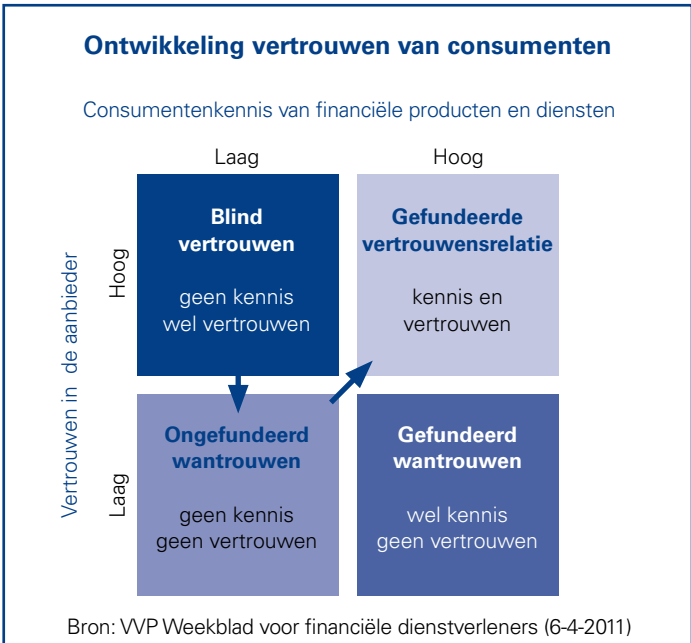 Ontwikkeling vertrouwen van consumenten
Consumentenkennis van financiële producten en diensten
Laag
Hoog
Vertrouwen in de aanbieder
Hoog
Blind
vertrouwen
geen kennis
wel vertrouwen
Gefundeerde
vertrouwensrelatie
kennis en
vertrouwen
Laag
Ongefundeerd
wantrouwen
geen kennis
geen vertrouwen
Gefundeerd
wantrouwen
wel kennis
geen vertrouwen
Bron: VVP Weekblad voor financiële dienstverleners (6-4-2011)